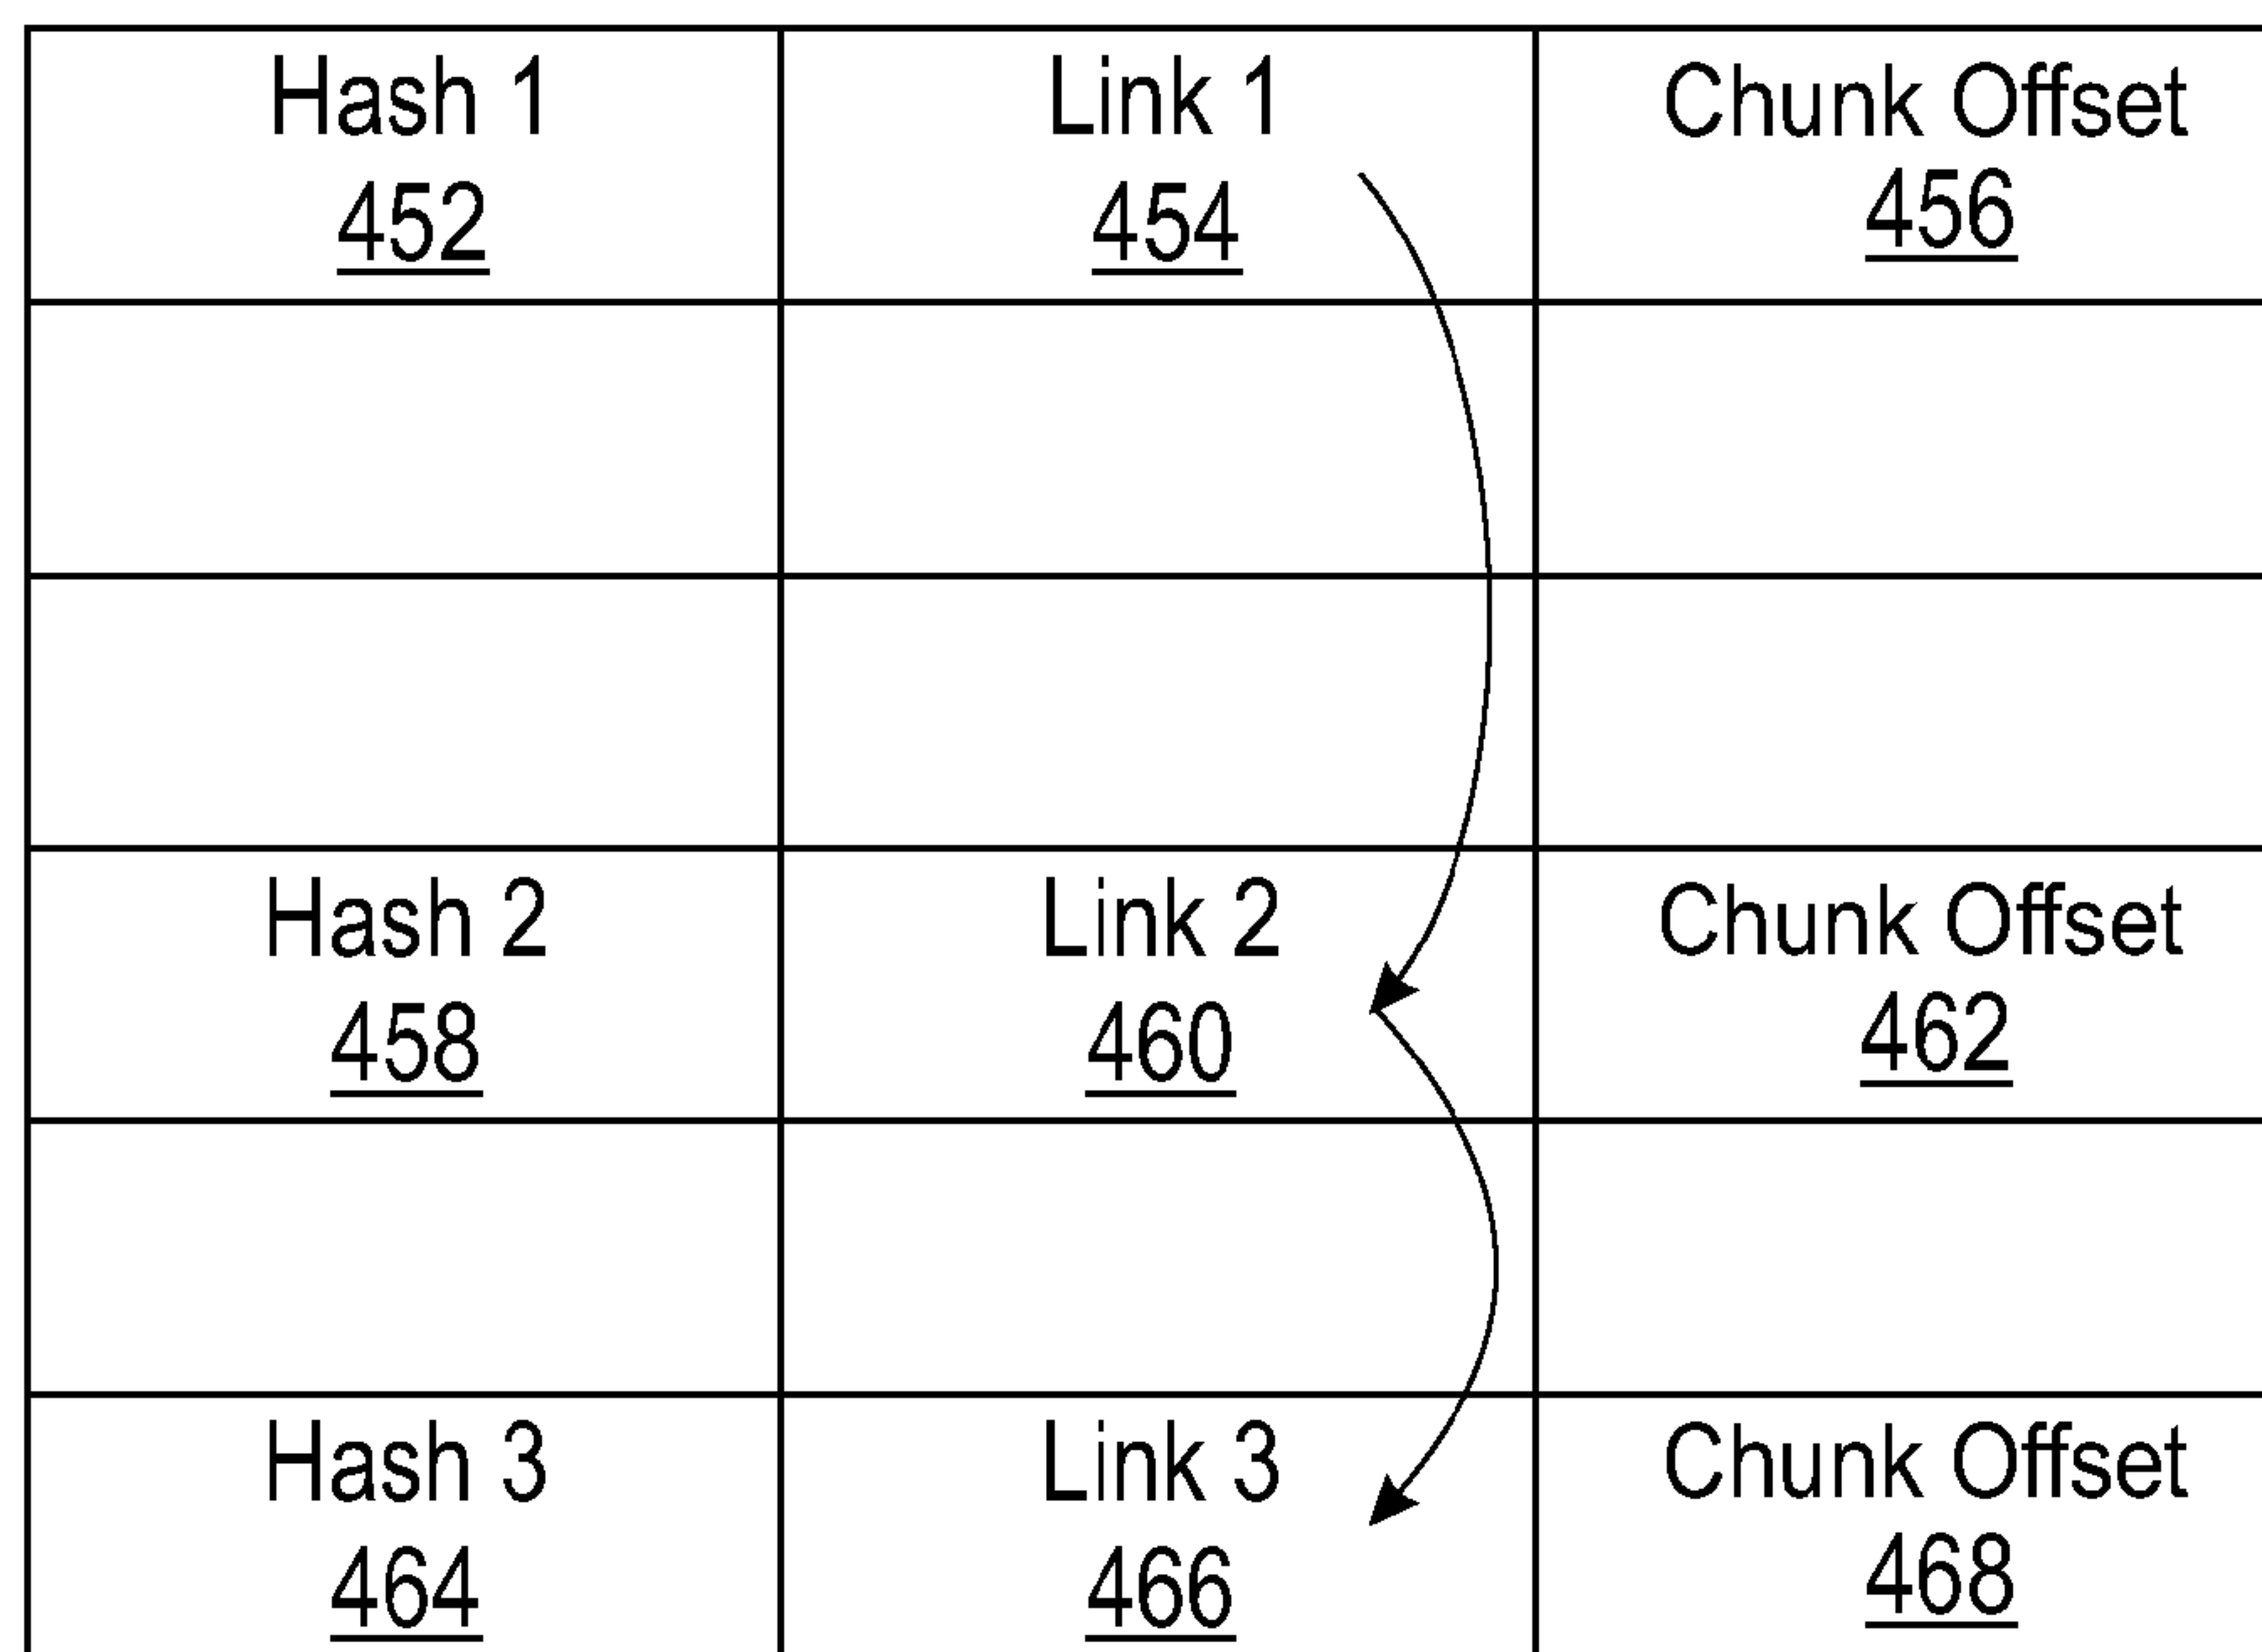 Hash 1
452
Link 1
454
Chunk Offset
456
Hash 2
458
Link 2
460
Chunk Offset
462
Hash 3
464
Link 3
466
Chunk Offset
468